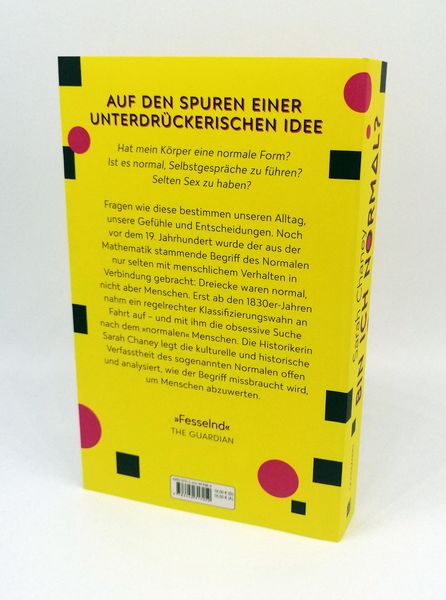 AUF DEN SPUREN EINER
UNTERDRÜCKERISCHEN IDEE
Hat mein Körper eine normale Form?
Ist es normal, Selbstgespräche zu führen?
Selten Sex zu haben?
Fragen wie diese bestimmen unseren Alltag,
unsere Gefühle und Entscheidungen. Noch
vor dem 19. Jahrhundert wurde der aus der
Mathematik stammende Begriff des Normalen
nur selten mit menschlichem Verhalten in
Verbindung gebracht: Dreiecke waren normal,
nicht aber Menschen. Erst ab den 1830er-Jahren
nahm ein regelrechter Klassifizierungswahn an
Fahrt auf – und mit ihm die obsessive Suche
nach dem »normalen« Menschen. Die Historikerin
Sarah Chaney legt die kulturelle und historische
Verfasstheit des sogenannten Normalen offen
und analysiert, wie der Begriff missbraucht wird,
um Menschen abzuwerten.
»Fesselnd«
THE GUARDIAN
Sarah Chaney
BIN ICH NORMAL?